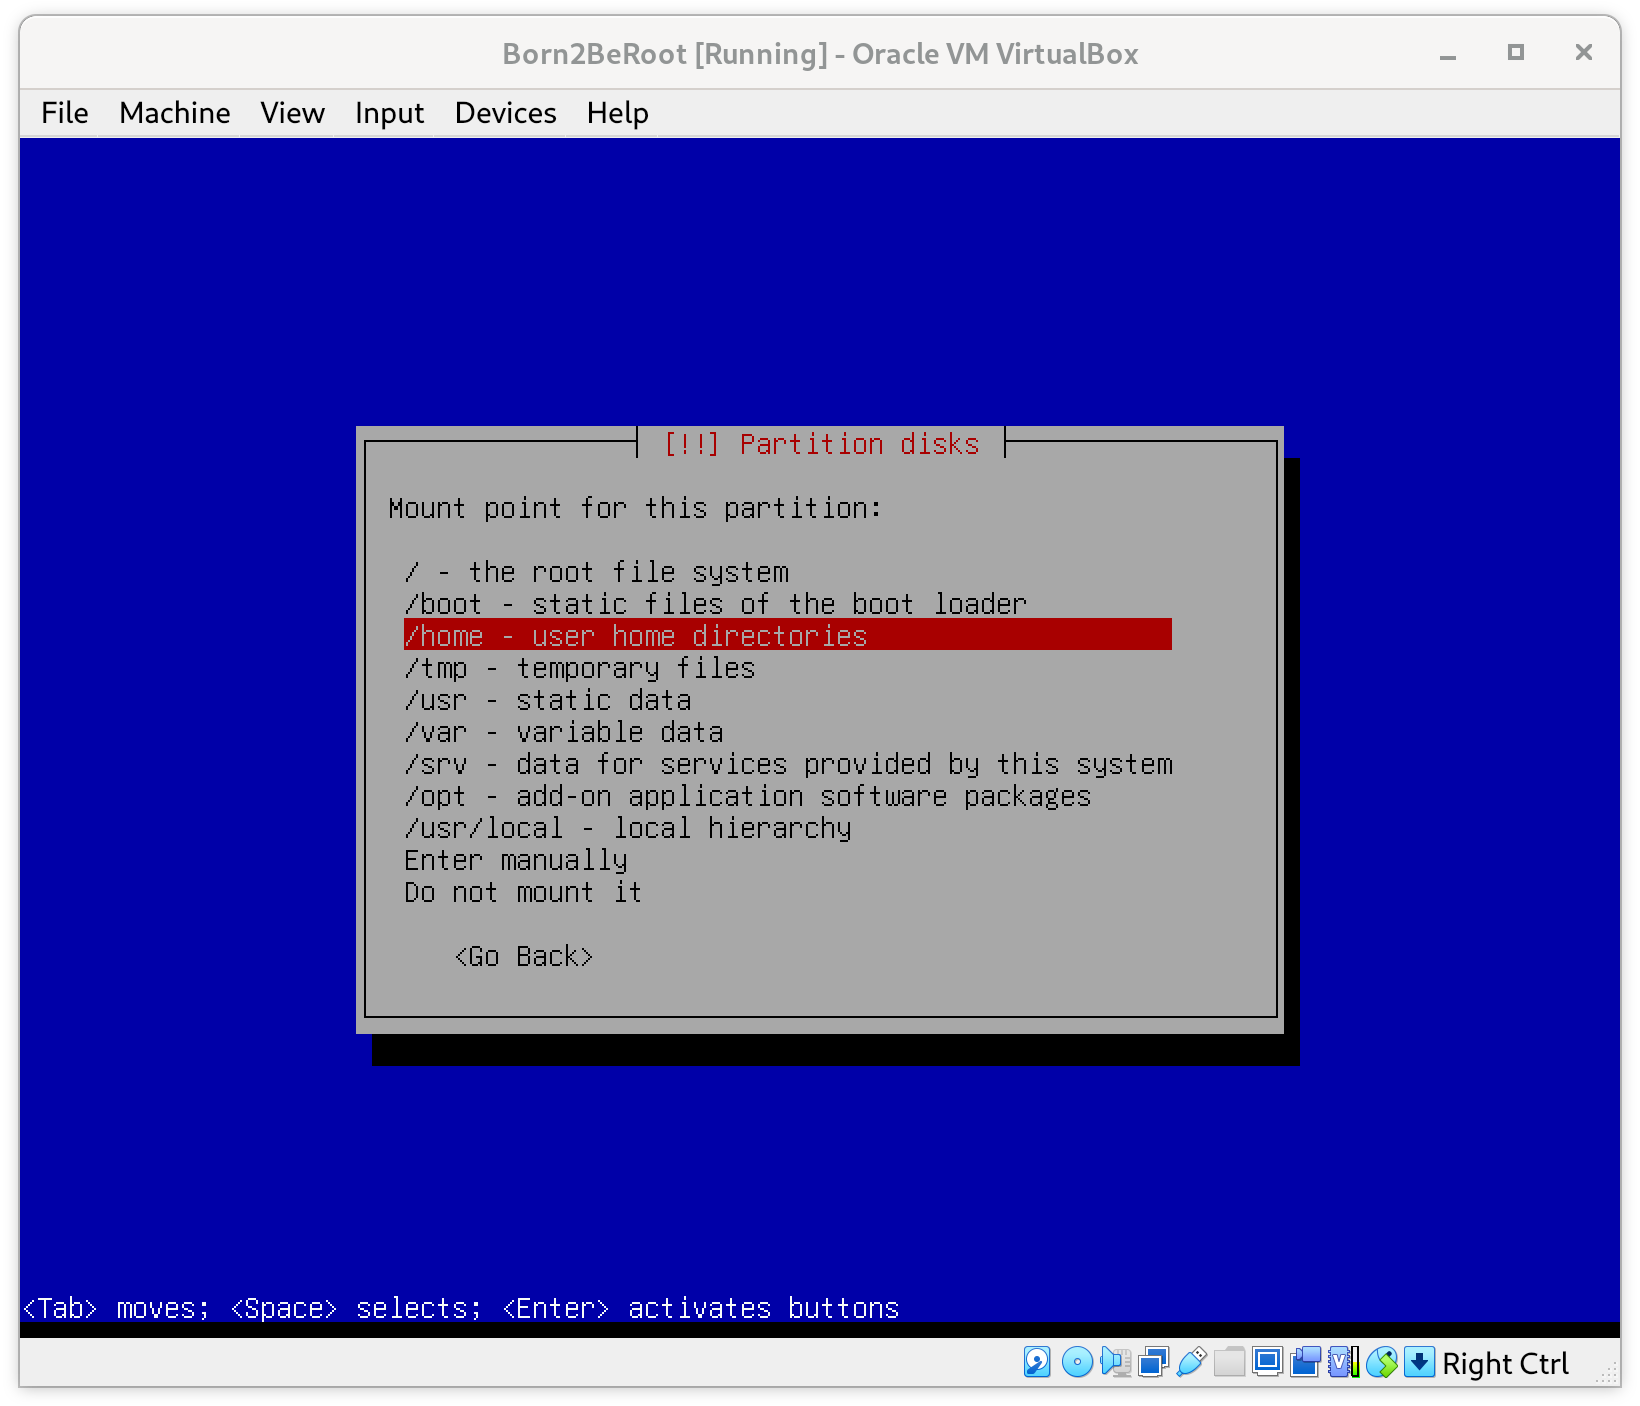 Born2BeRoot [Running] - Oracle VM VirtualBox
File Machine View Input Devices Help
[!!] Partition disks
Mount point for this partition:
/ - the root file system
/boot - static files of the boot loader
/home - user home directories
/tmp - temporary files
/usr - static data
/var - variable data
/srv - data for services provided by this system
/opt - add-on application software packages
/usr/local - local hierarchy
Enter manually
Do not mount it
<Go Back>
<Tab> moves; <Space> selects; <Enter> activates buttons
Right Ctrl